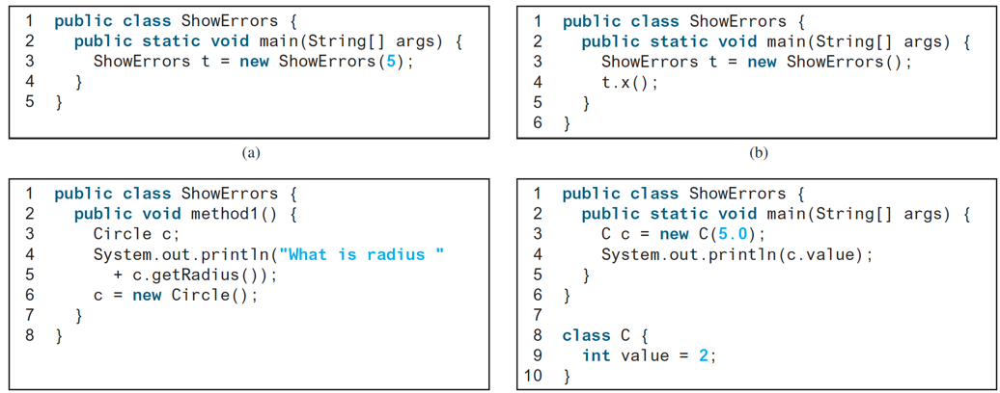 1 public class ShowErrors {
2 public static void main(String[] args) {
3 ShowErrors t = new ShowErrors(5);
4 }
5 }
(a)
1 public class ShowErrors {
2 public static void main(String[] args) {
3 ShowErrors t = new ShowErrors();
4 t.x();
5 }
6 }
(b)
1 public class ShowErrors {
2 public void method1() {
3 Circle c;
4 System.out.println("What is radius "
5 + c.getRadius());
6 c = new Circle();
7 }
8 }
1 public class ShowErrors {
2 public static void main(String[] args) {
3 C c = new C(5.0);
4 System.out.println(c.value);
5 }
6 }
7
8 class C {
9 int value = 2;
10 }